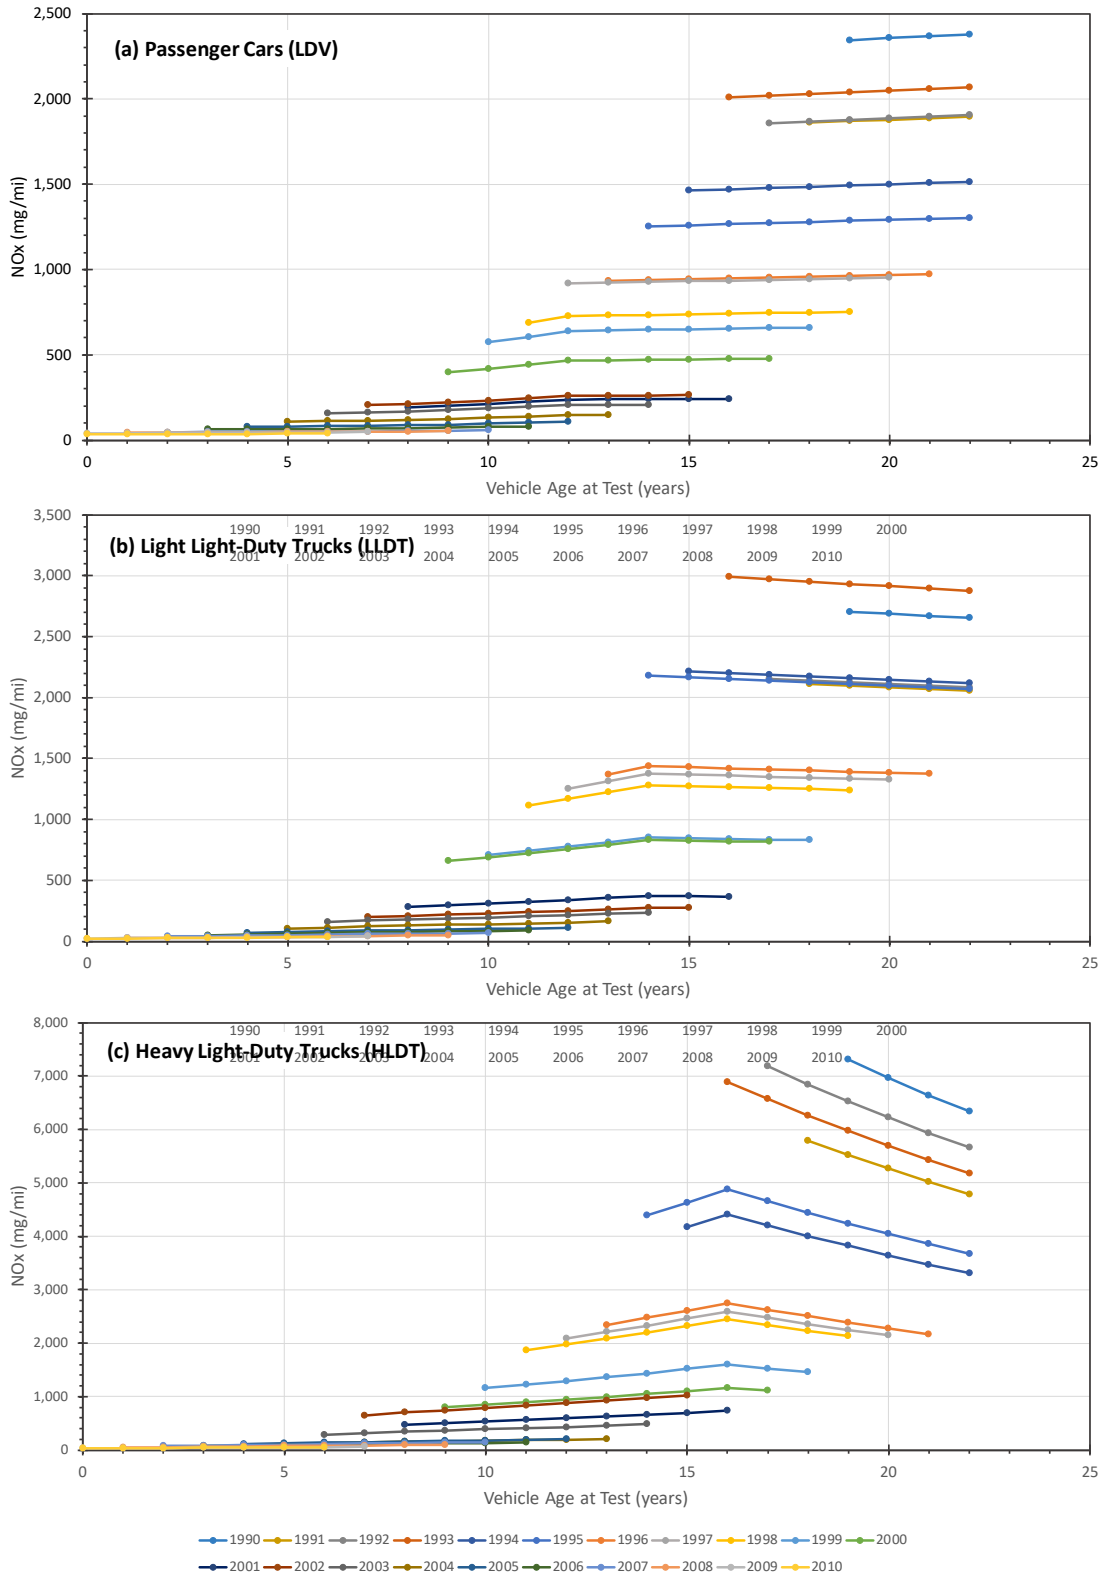 2,500
(a) Passenger Cars (LDV)
2,000
1,500
NOx (mg/mi)
1,000
500
0
0 5 10 15 20 25
Vehicle Age at Test (years)
3,500
1990 1991 1992 1993 1994 1995 1996 1997 1998 1999 2000
(b) Light Light-Duty Trucks (LLDT)
2001 2002 2003 2004 2005 2006 2007 2008 2009 2010
3,000
2,500
2,000
NOx (mg/mi)
1,500
1,000
500
0
0 5 10 15 20 25
Vehicle Age at Test (years)
8,000
1990 1991 1992 1993 1994 1995 1996 1997 1998 1999 2000
(c) Heavy Light-Duty Trucks (HLDT)
2001 2002 2003 2004 2005 2006 2007 2008 2009 2010
7,000
6,000
5,000
NOx (mg/mi)
4,000
3,000
2,000
1,000
0
0 5 10 15 20 25
Vehicle Age at Test (years)
1990 1991 1992 1993 1994 1995 1996 1997 1998 1999 2000
2001 2002 2003 2004 2005 2006 2007 2008 2009 2010